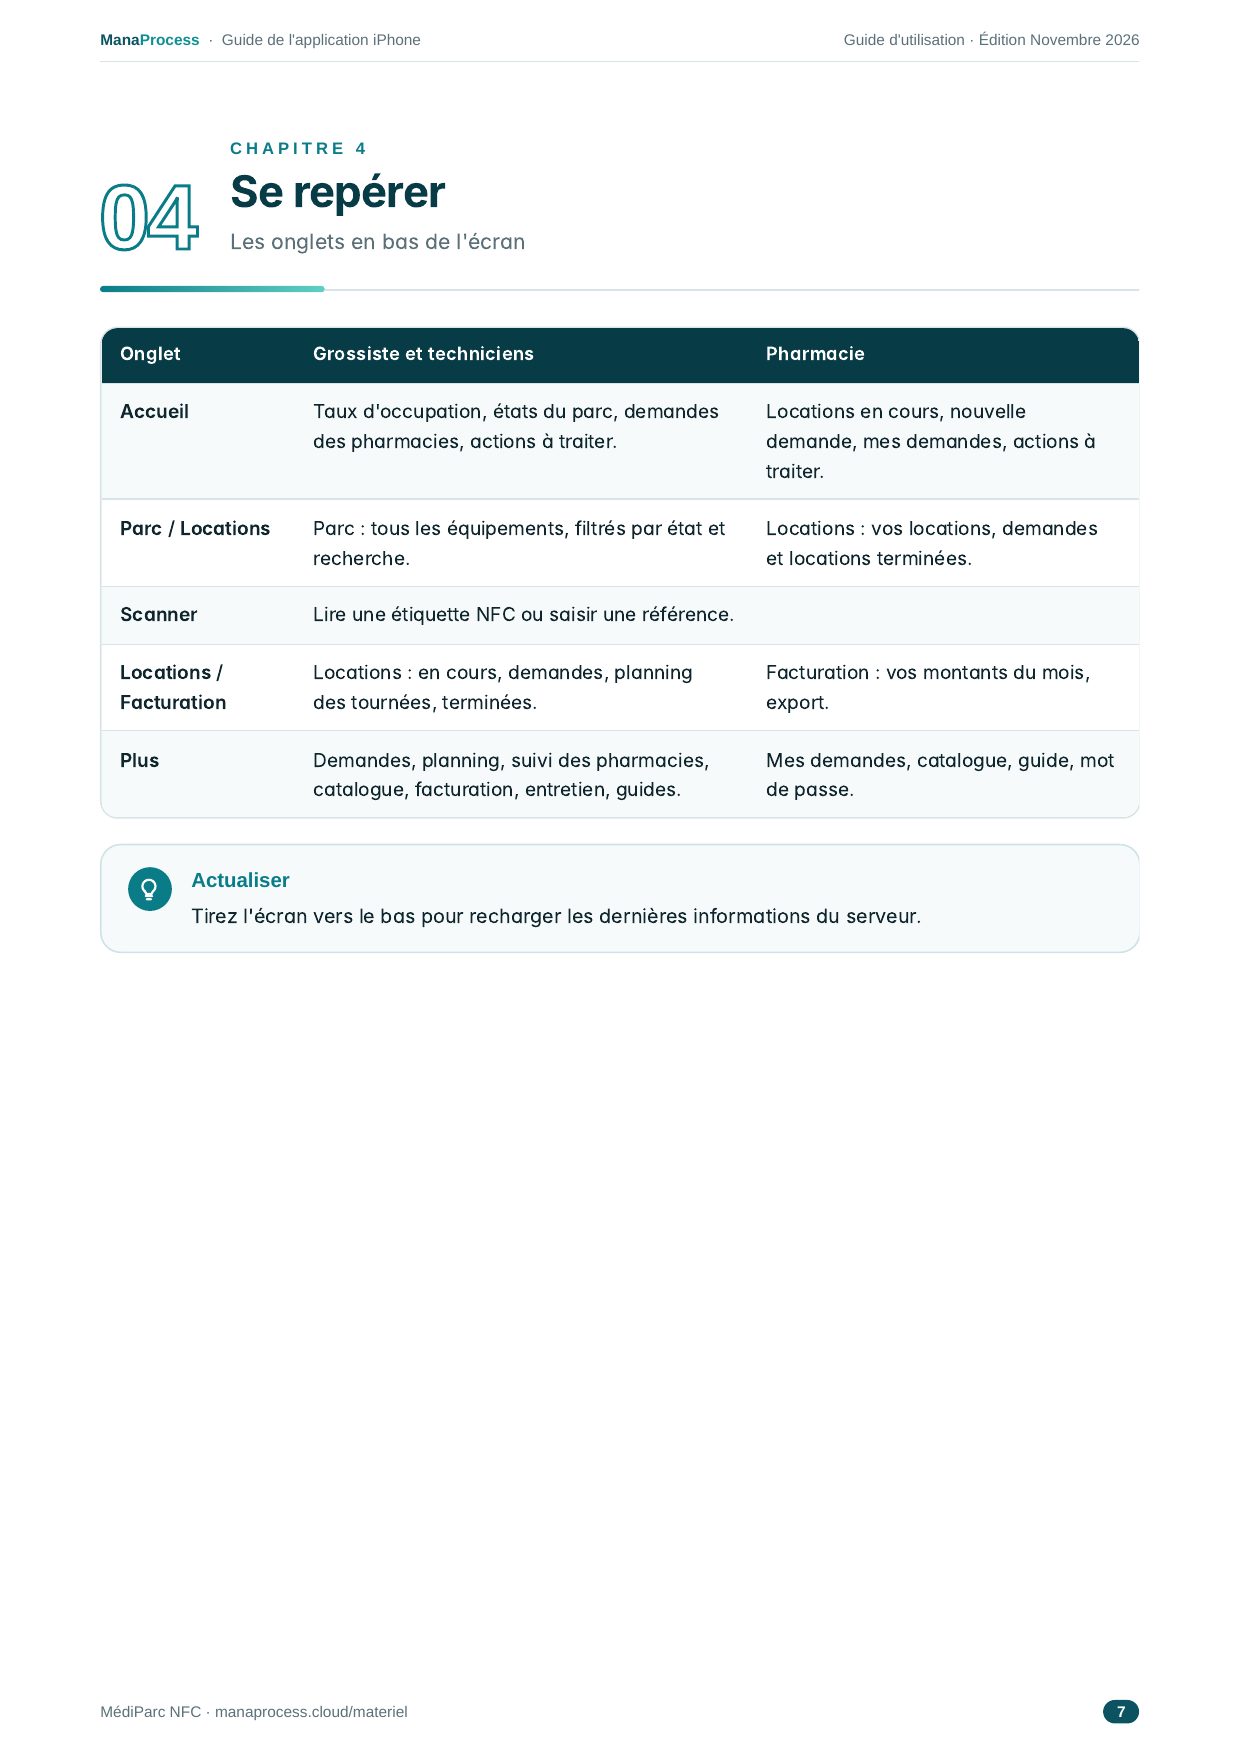 ManaProcess · Guide de l'application iPhone
Guide d'utilisation · Édition Novembre 2026
CHAPITRE 4
04
Se repérer
Les onglets en bas de l'écran
Onglet
Grossiste et techniciens
Pharmacie
Accueil
Taux d'occupation, états du parc, demandes
des pharmacies, actions à traiter.
Locations en cours, nouvelle
demande, mes demandes, actions à
traiter.
Parc / Locations
Parc : tous les équipements, filtrés par état et
recherche.
Locations : vos locations, demandes
et locations terminées.
Scanner
Lire une étiquette NFC ou saisir une référence.
Locations /
Facturation
Locations : en cours, demandes, planning
des tournées, terminées.
Facturation : vos montants du mois,
export.
Plus
Demandes, planning, suivi des pharmacies,
catalogue, facturation, entretien, guides.
Mes demandes, catalogue, guide, mot
de passe.
Actualiser
Tirez l'écran vers le bas pour recharger les dernières informations du serveur.
MédiParc NFC · manaprocess.cloud/materiel
7